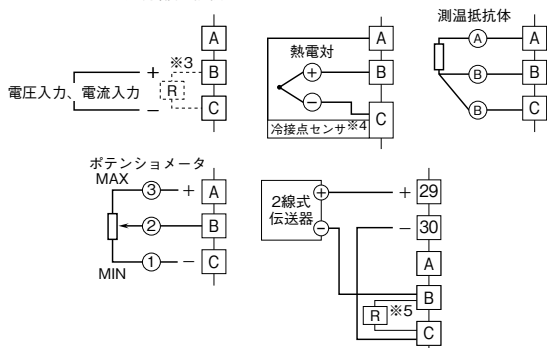 電圧入力、電流入力
+
−
※3
R
A
B
C
熱電対
+
−
冷接点センサ※4
A
B
C
測温抵抗体
A
B
B
A
B
C
ポテンショメータ
MAX
3 +
2
1 −
MIN
A
B
C
2線式
伝送器
+
−
+ 29
− 30
A
B
C
R ※5